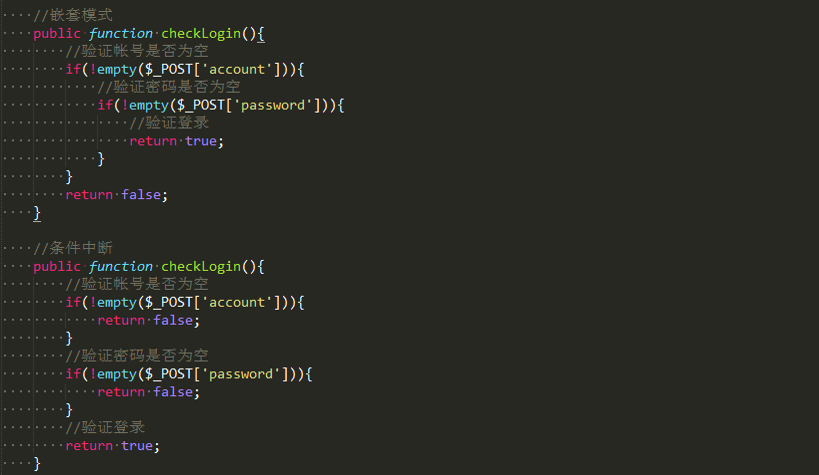 //嵌套模式
public function checkLogin(){
//验证帐号是否为空
if(!empty($_POST['account'])){
//验证密码是否为空
if(!empty($_POST['password'])){
//验证登录
return true;
}
}
return false;
}
//条件中断
public function checkLogin(){
//验证帐号是否为空
if(!empty($_POST['account'])){
return false;
}
//验证密码是否为空
if(!empty($_POST['password'])){
return false;
}
//验证登录
return true;
}